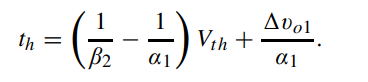 $t_h = \left( \frac{1}{\beta_2} - \frac{1}{\alpha_1} \right) V_{th} + \frac{\Delta v_{o1}}{\alpha_1}.$